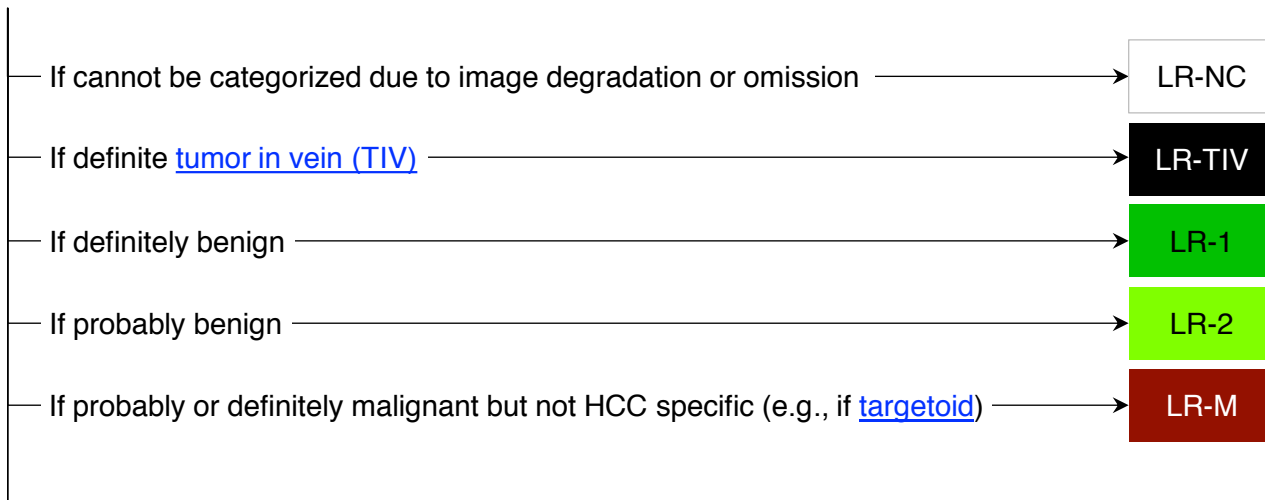 If cannot be categorized due to image degradation or omission LR-NC
If definite tumor in vein (TIV) LR-TIV
If definitely benign LR-1
If probably benign LR-2
If probably or definitely malignant but not HCC specific (e.g., if targetoid) LR-M